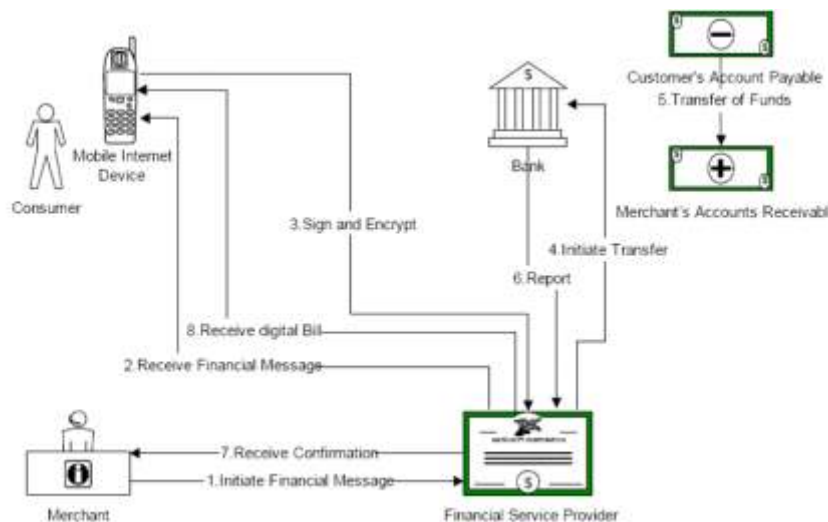 $
Customer's Account Payable
5.Transfer of Funds
Mobile Internet
Device
Bank
Consumer
Merchant's Accounts Receivabl
3.Sign and Encrypt
4.Initiate Transfer
6.Report
8.Receive digital Bill
2.Receive Financial Message
7.Receive Confirmation
1.Initiate Financial Message
$
Merchant
Financial Service Provider